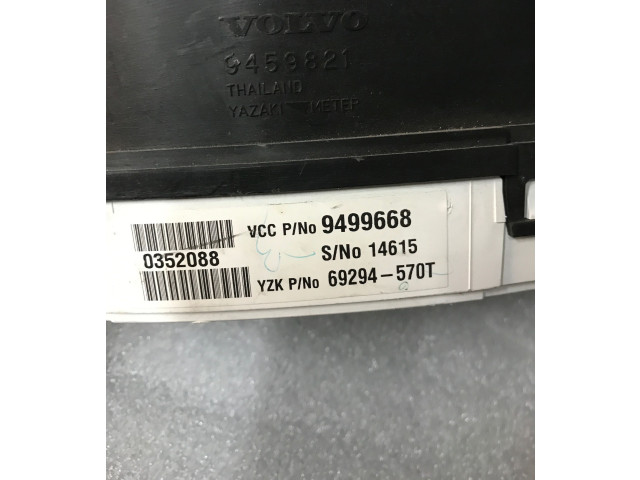 VOLVO
9459821
THAILAND
YAZAKI METER
VCC P/No 9499668
S/No 14615
0352088
YZK P/No 69294-570T